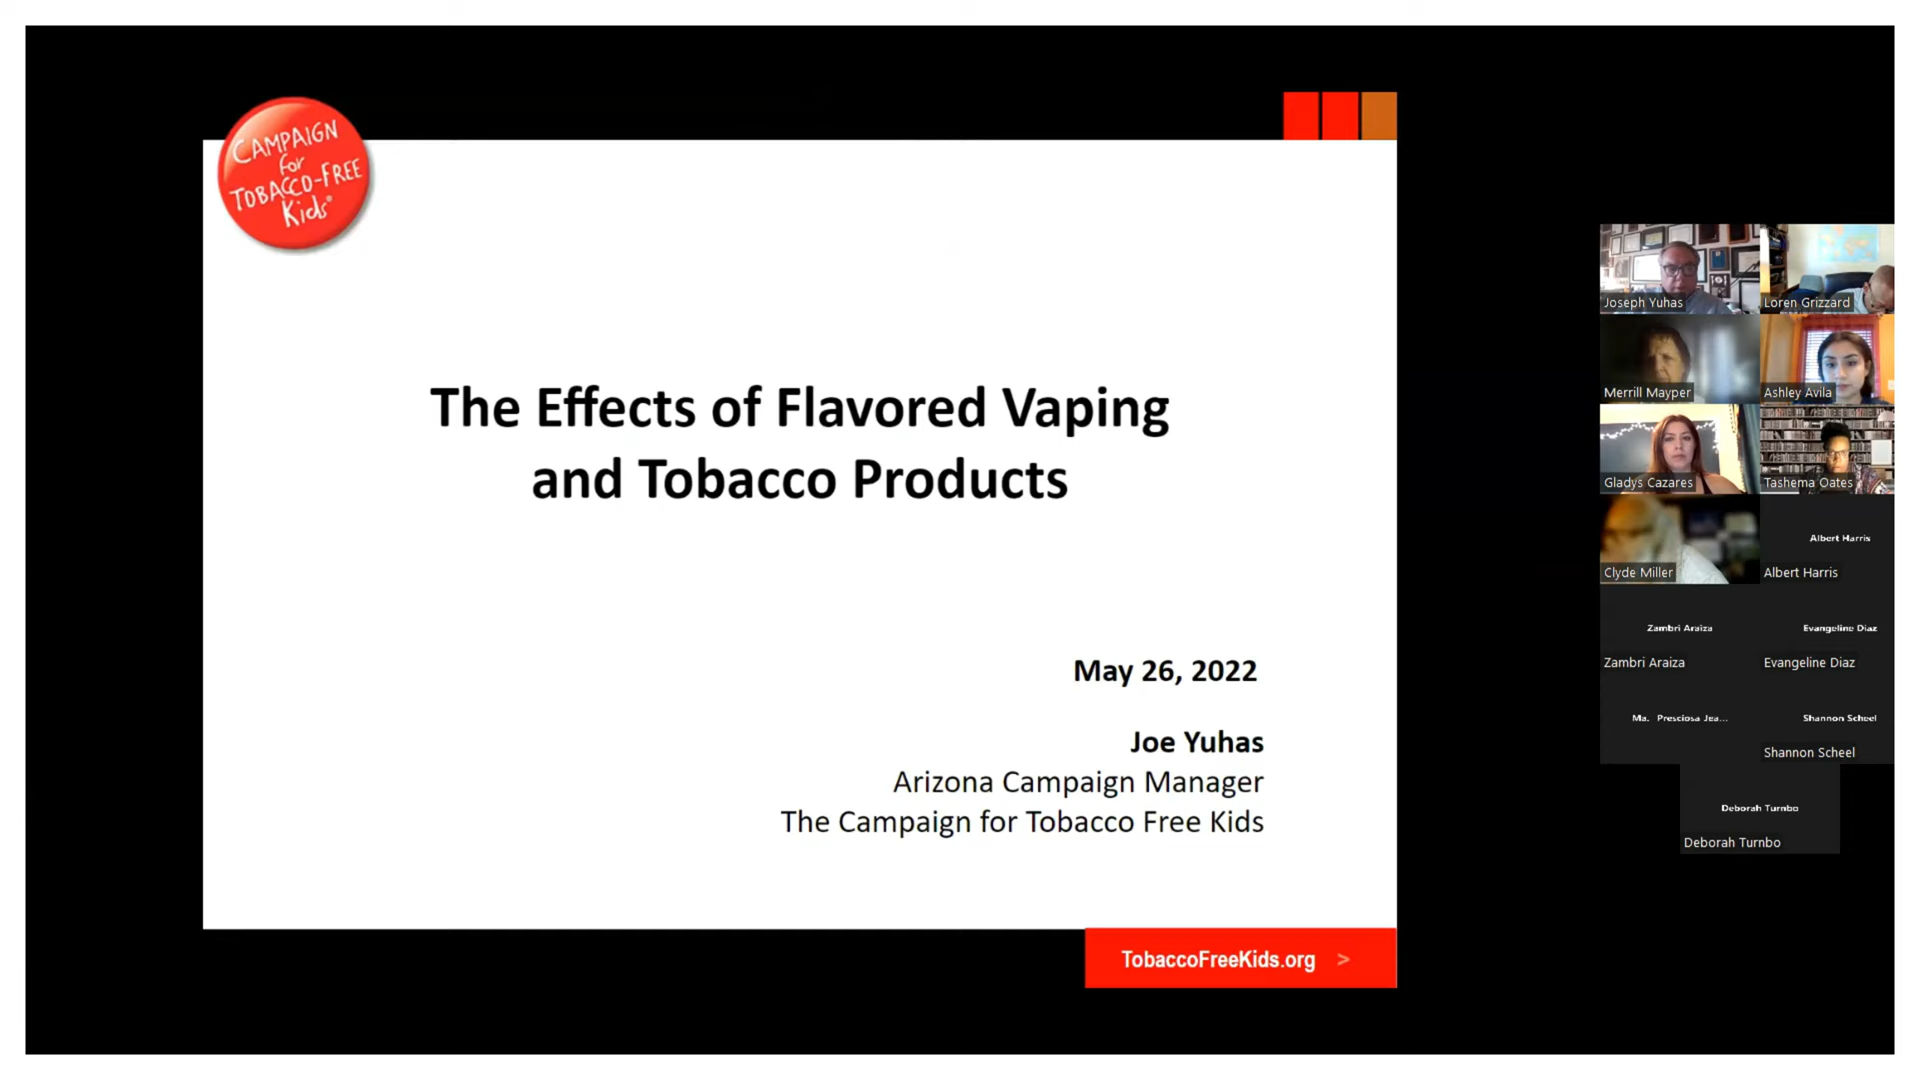 CAMPAIGN
for
TOBACCO-FREE
Kids®
The Effects of Flavored Vaping
and Tobacco Products
May 26, 2022
Joe Yuhas
Arizona Campaign Manager
The Campaign for Tobacco Free Kids
TobaccoFreeKids.org >
Joseph Yuhas
Loren Grizzard
Merrill Mayper
Ashley Avila
Gladys Cazares
Tashema Oates
Clyde Miller
Albert Harris
Albert Harris
Zambri Araiza
Evangeline Diaz
Zambri Araiza
Evangeline Diaz
Ma. Presciosa Jea...
Shannon Scheel
Shannon Scheel
Deborah Turnbo
Deborah Turnbo